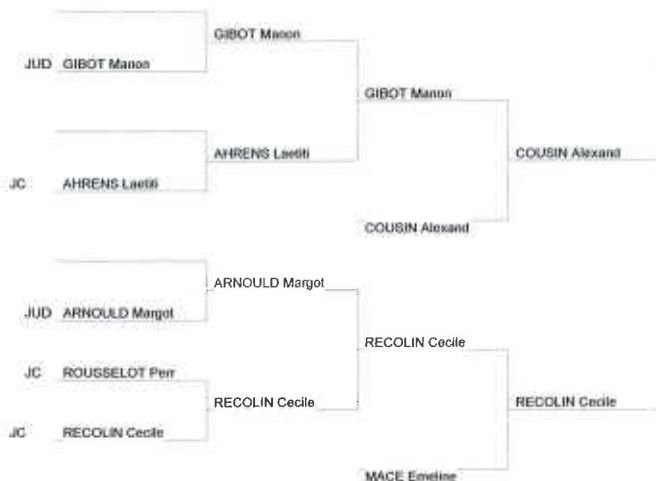 GIBOT Manon
JUD GIBOT Manon
GIBOT Manon
AHRENS Laetiti
COUSIN Alexand
JC AHRENS Laetiti
COUSIN Alexand
ARNOULD Margot
JUD ARNOULD Margot
RECOLIN Cecile
JC ROUSSELOT Perr
RECOLIN Cecile
RECOLIN Cecile
JC RECOLIN Cecile
MACE Emeline